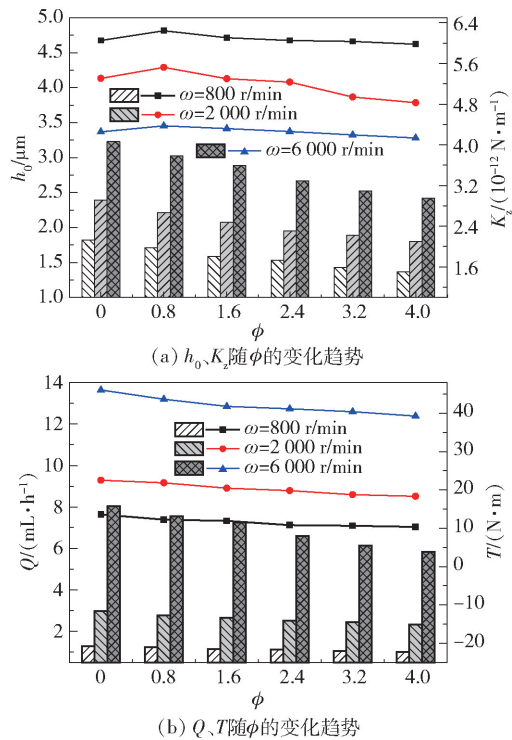 5.0
4.5
4.0
3.5
3.0
2.5
2.0
1.5
1.0
h₀/μm
6.4
5.6
4.8
4.0
3.2
2.4
1.6
K_z/(10⁻¹² N·m⁻¹)
ω=800 r/min
ω=2 000 r/min
ω=6 000 r/min
0 0.8 1.6 2.4 3.2 4.0
ϕ
(a) h₀、K_z随ϕ的变化趋势
14
12
10
8
6
4
2
Q/(mL·h⁻¹)
40
30
20
10
0
−10
−20
T/(N·m)
ω=800 r/min
ω=2 000 r/min
ω=6 000 r/min
0 0.8 1.6 2.4 3.2 4.0
ϕ
(b) Q、T随ϕ的变化趋势